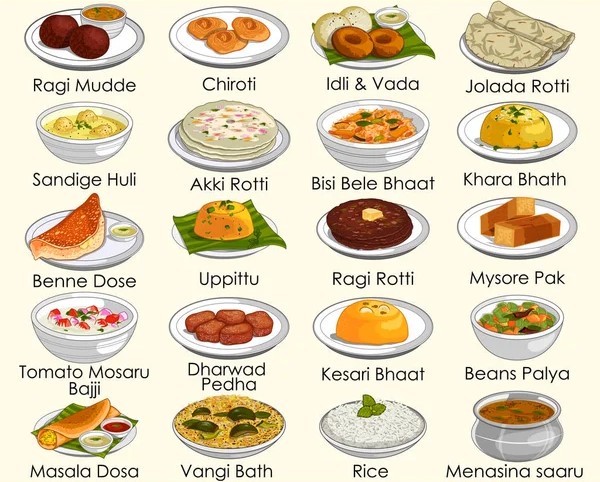 Ragi Mudde
Chiroti
Idli & Vada
Jolada Rotti
Sandige Huli
Akki Rotti
Bisi Bele Bhaat
Khara Bhath
Benne Dose
Uppittu
Ragi Rotti
Mysore Pak
Tomato Mosaru
Bajji
Dharwad
Pedha
Kesari Bhaat
Beans Palya
Masala Dosa
Vangi Bath
Rice
Menasina saaru